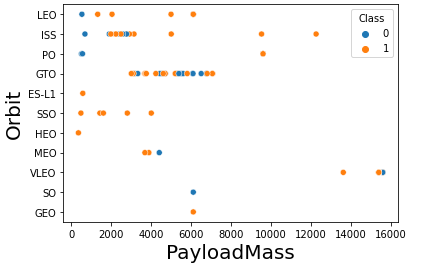 LEO
ISS
PO
GTO
ES-L1
SSO
HEO
MEO
VLEO
SO
GEO
Orbit
Class
0
1
0 2000 4000 6000 8000 10000 12000 14000 16000
PayloadMass